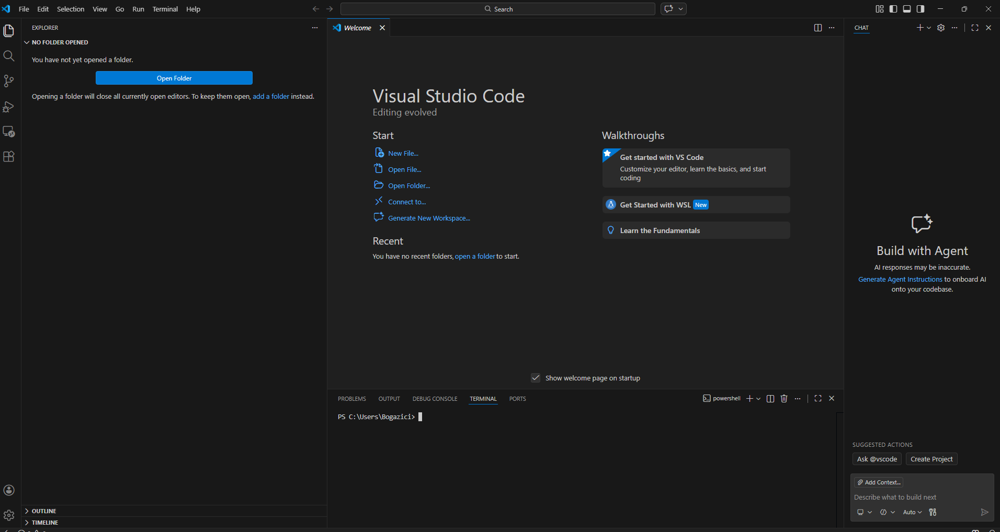 File Edit Selection View Go Run Terminal Help
Search
EXPLORER
NO FOLDER OPENED
You have not yet opened a folder.
Open Folder
Opening a folder will close all currently open editors. To keep them open, add a folder instead.
OUTLINE
TIMELINE
Welcome
Visual Studio Code
Editing evolved
Start
New File...
Open File...
Open Folder...
Connect to...
Generate New Workspace...
Recent
You have no recent folders, open a folder to start.
Walkthroughs
Get started with VS Code
Customize your editor, learn the basics, and start
coding
Get Started with WSL New
Learn the Fundamentals
Show welcome page on startup
PROBLEMS OUTPUT DEBUG CONSOLE TERMINAL PORTS
powershell
PS C:\Users\Bogazici>
CHAT
Build with Agent
AI responses may be inaccurate.
Generate Agent Instructions to onboard AI
onto your codebase.
SUGGESTED ACTIONS
Ask @vscode Create Project
Add Context...
Describe what to build next
Auto